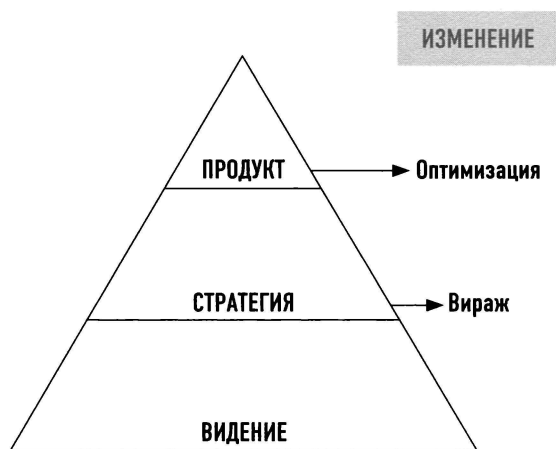 ИЗМЕНЕНИЕ
ПРОДУКТ
Оптимизация
СТРАТЕГИЯ
Вираж
ВИДЕНИЕ